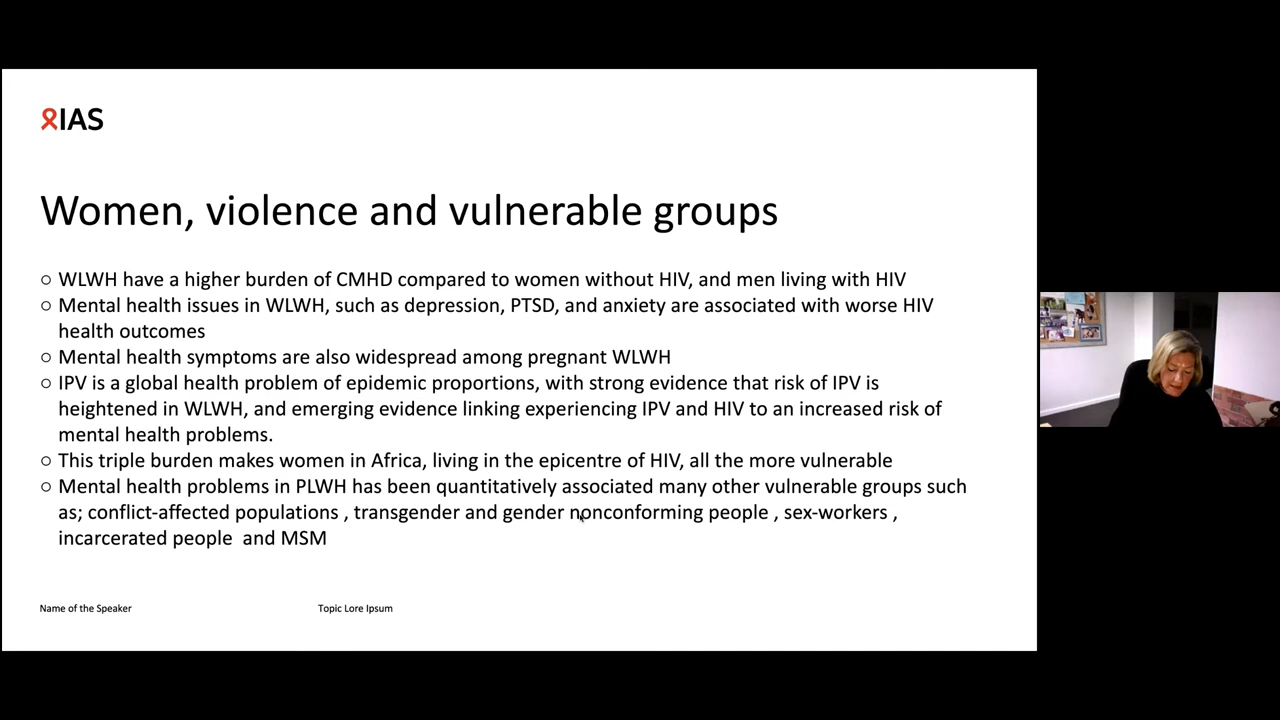 IAS
Women, violence and vulnerable groups
○ WLWH have a higher burden of CMHD compared to women without HIV, and men living with HIV
○ Mental health issues in WLWH, such as depression, PTSD, and anxiety are associated with worse HIV
health outcomes
○ Mental health symptoms are also widespread among pregnant WLWH
○ IPV is a global health problem of epidemic proportions, with strong evidence that risk of IPV is
heightened in WLWH, and emerging evidence linking experiencing IPV and HIV to an increased risk of
mental health problems.
○ This triple burden makes women in Africa, living in the epicentre of HIV, all the more vulnerable
○ Mental health problems in PLWH has been quantitatively associated many other vulnerable groups such
as; conflict-affected populations , transgender and gender nonconforming people , sex-workers ,
incarcerated people  and MSM
Name of the Speaker
Topic Lore Ipsum